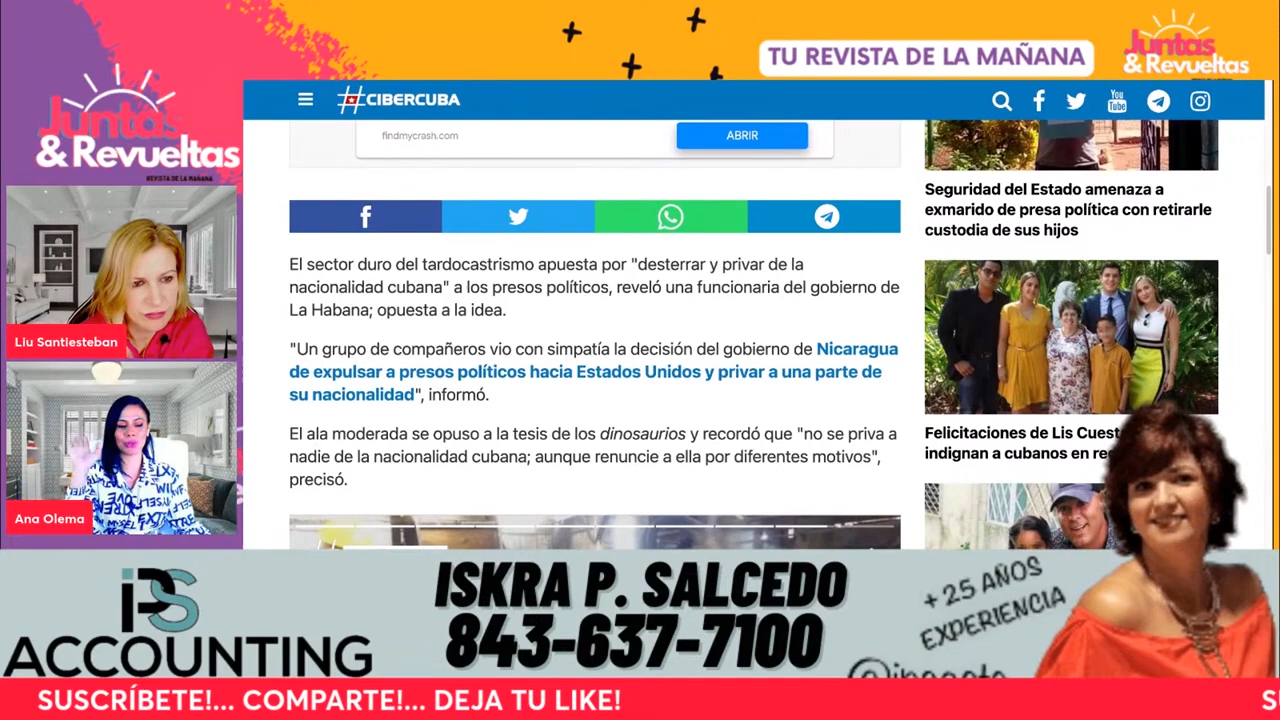 TU REVISTA DE LA MAÑANA
Juntas
& Revueltas
Juntas
& Revueltas
REVISTA DE LA MAÑANA
#CIBERCUBA
You
Tube
findmycrash.com
ABRIR
Seguridad del Estado amenaza a
exmarido de presa política con retirarle
custodia de sus hijos
El sector duro del tardocastrismo apuesta por "desterrar y privar de la
nacionalidad cubana" a los presos políticos, reveló una funcionaria del gobierno de
La Habana; opuesta a la idea.
"Un grupo de compañeros vio con simpatía la decisión del gobierno de Nicaragua
de expulsar a presos políticos hacia Estados Unidos y privar a una parte de
su nacionalidad", informó.
El ala moderada se opuso a la tesis de los dinosaurios y recordó que "no se priva a
nadie de la nacionalidad cubana; aunque renuncie a ella por diferentes motivos",
precisó.
Felicitaciones de Lis
indignan a cubanos en
Liu Santiesteban
Ana Olema
iPS
ACCOUNTING
ISKRA P. SALCEDO
843-637-7100
+ 25 AÑOS
EXPERIENCIA
SUSCRÍBETE!... COMPARTE!... DEJA TU LIKE!